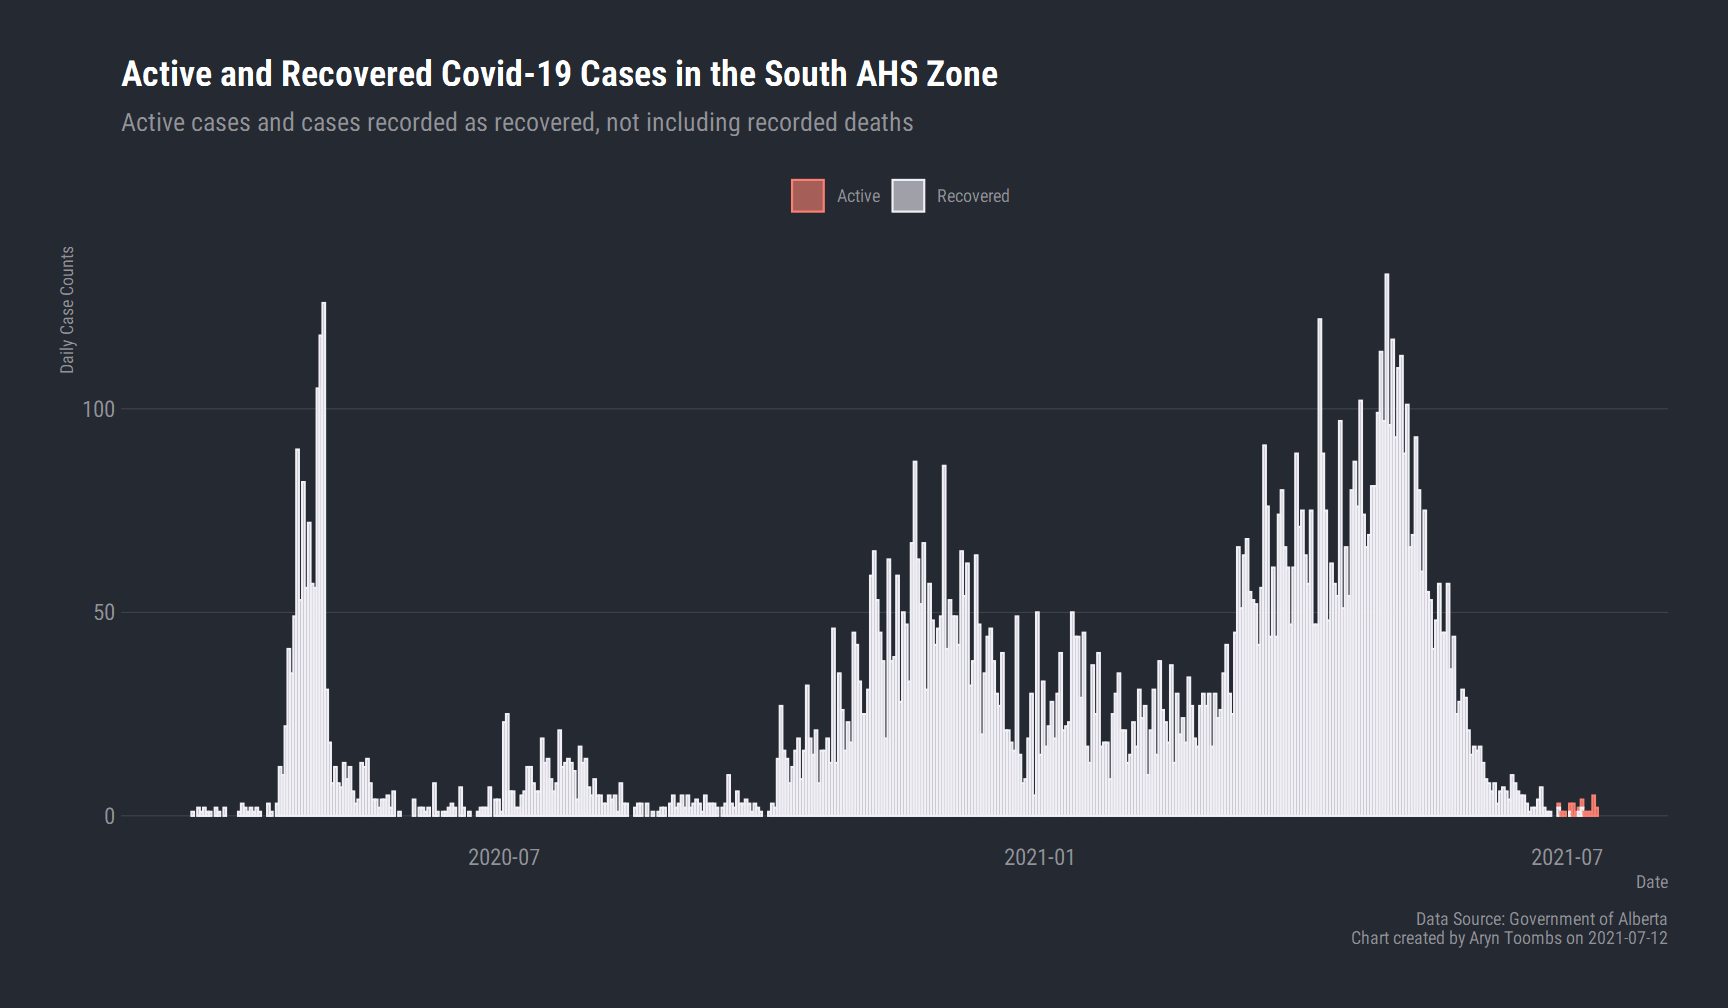 Active and Recovered Covid-19 Cases in the South AHS Zone
Active cases and cases recorded as recovered, not including recorded deaths
Active
Recovered
Daily Case Counts
100
50
0
2020-07
2021-01
2021-07
Date
Data Source: Government of Alberta
Chart created by Aryn Toombs on 2021-07-12